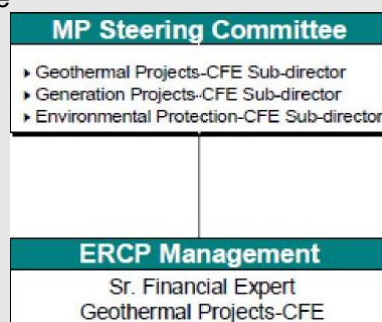 MP Steering Committee
▸ Geothermal Projects-CFE Sub-director
▸ Generation Projects-CFE Sub-director
▸ Environmental Protection-CFE Sub-director
ERCP Management
Sr. Financial Expert
Geothermal Projects-CFE